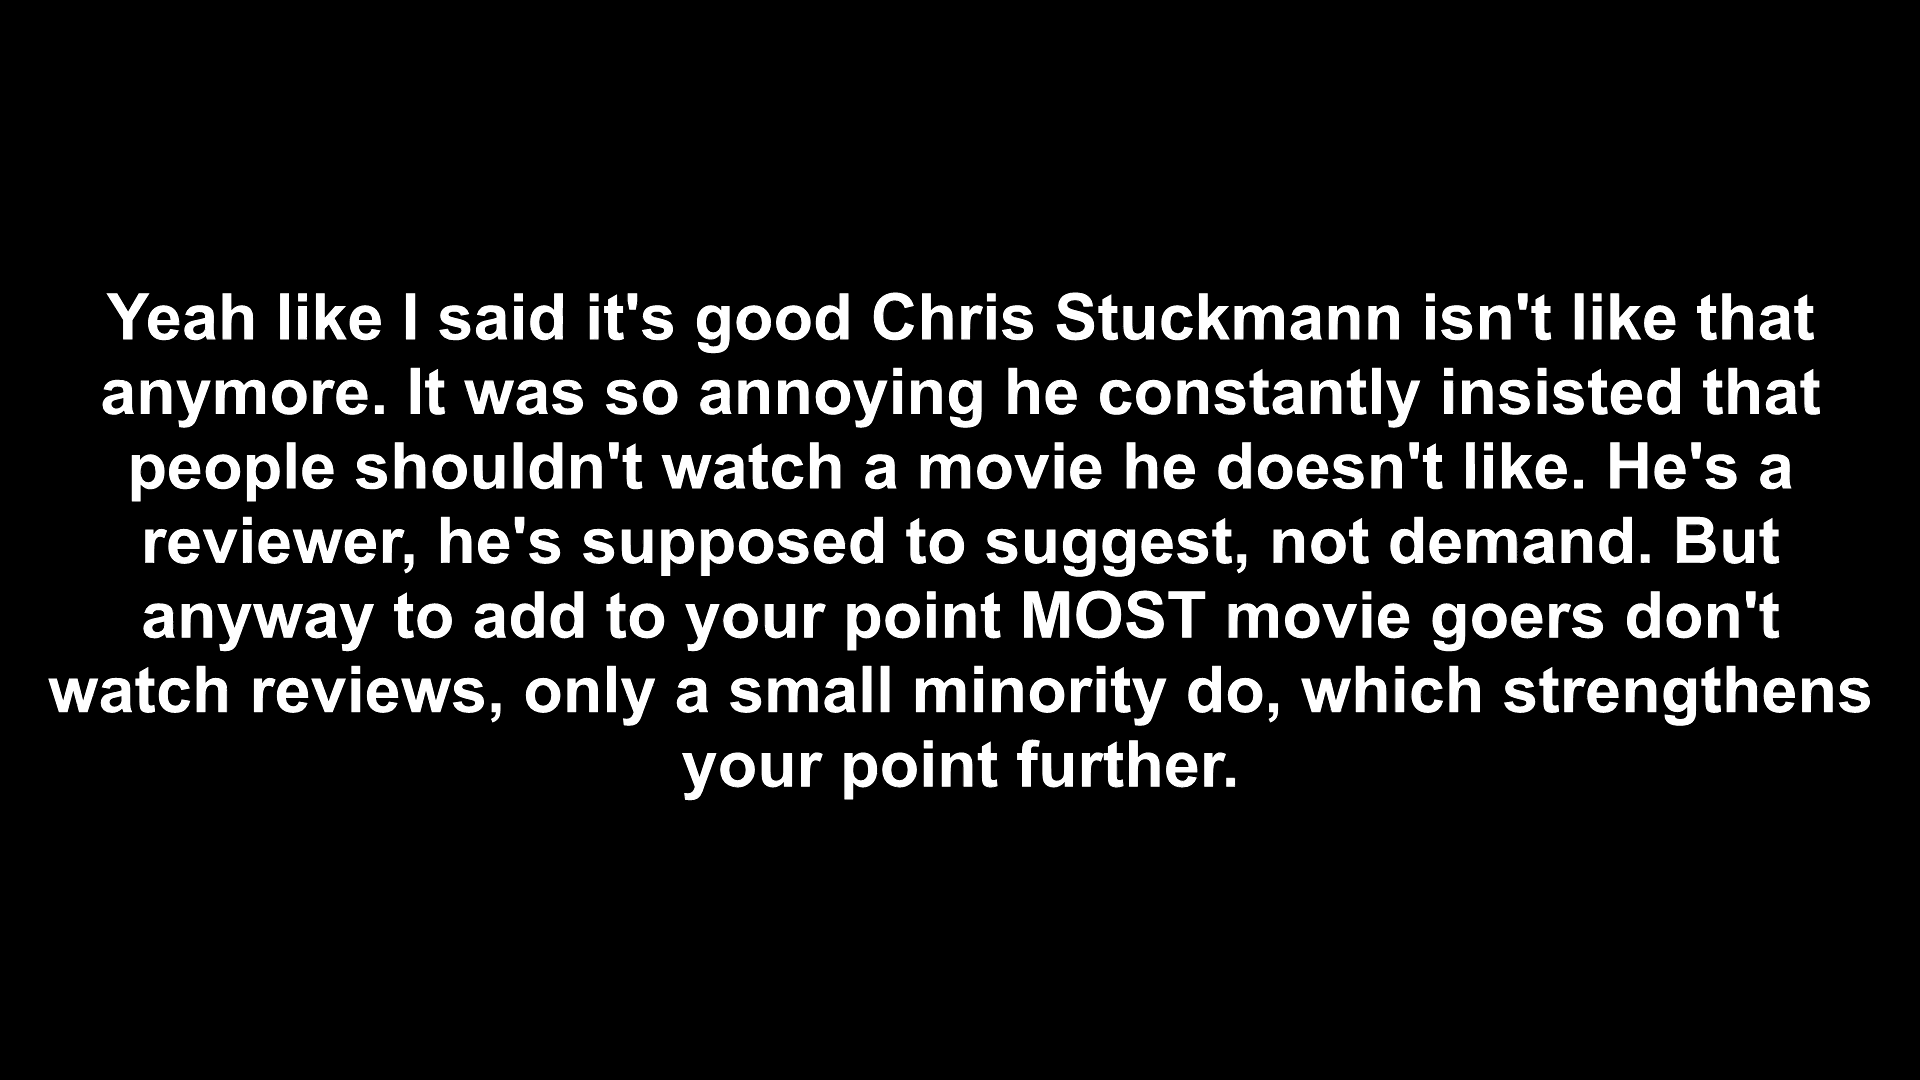 Yeah like I said it's good Chris Stuckmann isn't like that
anymore. It was so annoying he constantly insisted that
people shouldn't watch a movie he doesn't like. He's a
reviewer, he's supposed to suggest, not demand. But
anyway to add to your point MOST movie goers don't
watch reviews, only a small minority do, which strengthens
your point further.